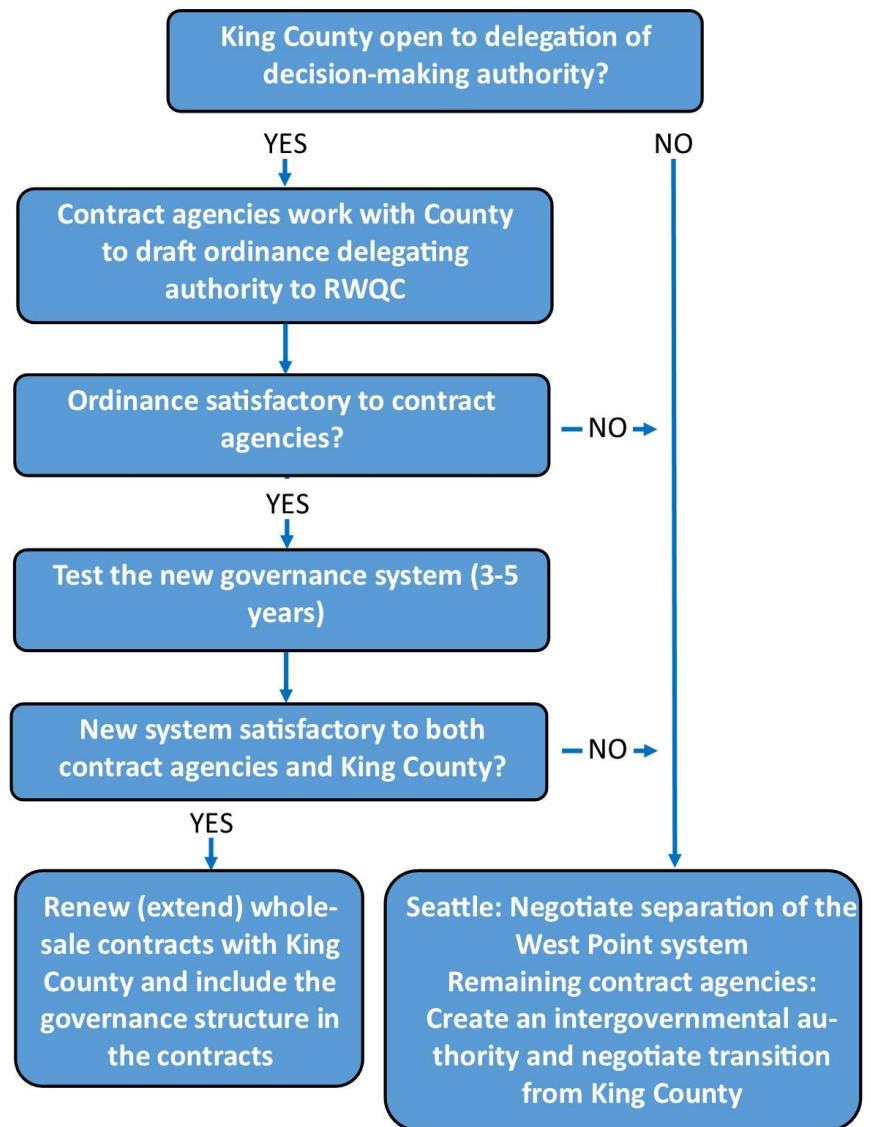 King County open to delegation of
decision-making authority?
YES
NO
Contract agencies work with County
to draft ordinance delegating
authority to RWQC
Ordinance satisfactory to contract
agencies?
NO
YES
Test the new governance system (3-5
years)
New system satisfactory to both
contract agencies and King County?
NO
YES
Renew (extend) whole-
sale contracts with King
County and include the
governance structure in
the contracts
Seattle: Negotiate separation of the
West Point system
Remaining contract agencies:
Create an intergovernmental au-
thority and negotiate transition
from King County